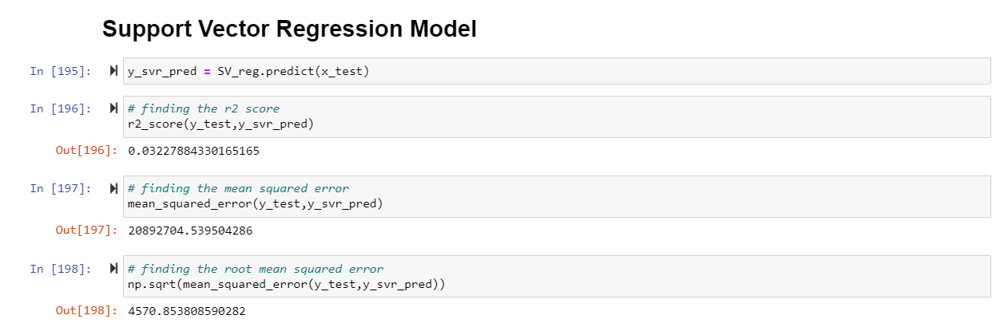 Support Vector Regression Model
In [195]: y_svr_pred = SV_reg.predict(x_test)
In [196]: # finding the r2 score
r2_score(y_test,y_svr_pred)
Out[196]: 0.03227884330165165
In [197]: # finding the mean squared error
mean_squared_error(y_test,y_svr_pred)
Out[197]: 20892704.539504286
In [198]: # finding the root mean squared error
np.sqrt(mean_squared_error(y_test,y_svr_pred))
Out[198]: 4570.853808590282